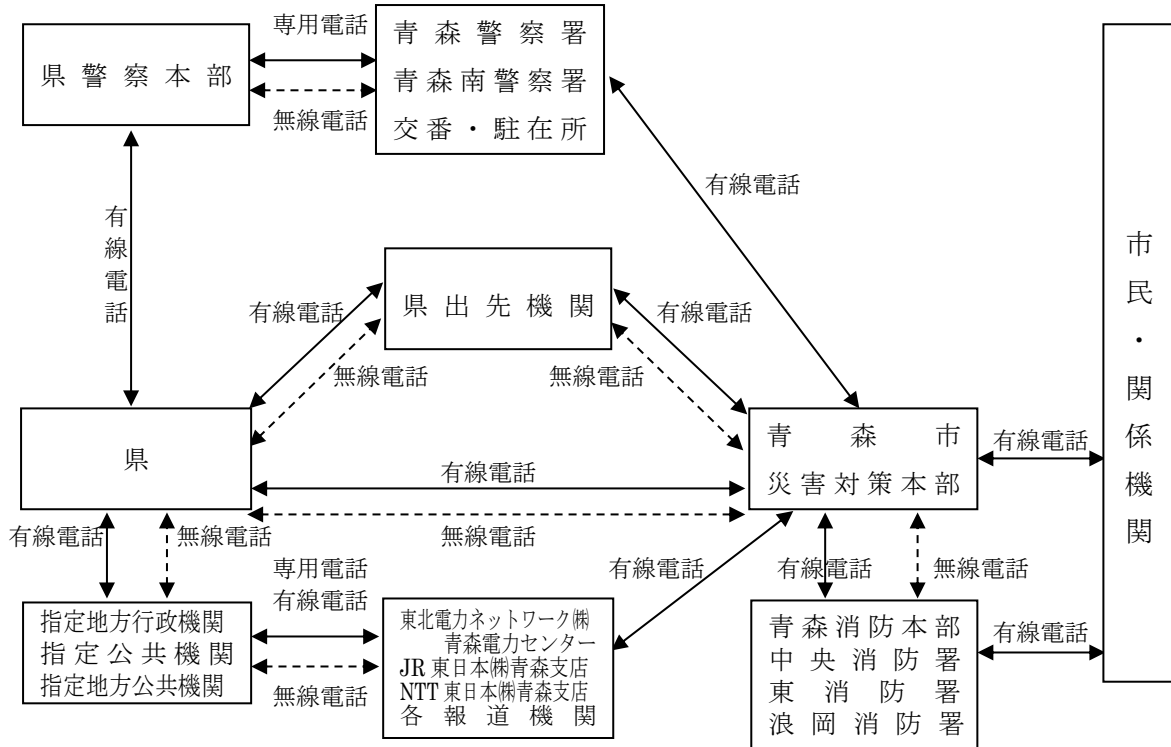 専用電話
県警察本部
無線電話
青森警察署
青森南警察署
交番・駐在所
有線電話
有線電話
県出先機関
有線電話
有線電話
無線電話
無線電話
県
有線電話
無線電話
青森市
災害対策本部
有線電話
市民・関係機関
有線電話
無線電話
専用電話
有線電話
無線電話
有線電話
有線電話
無線電話
指定地方行政機関
指定公共機関
指定地方公共機関
東北電力ネットワーク㈱
青森電力センター
JR東日本㈱青森支店
NTT東日本㈱青森支店
各報道機関
青森消防本部
中央消防署
東消防署
浪岡消防署
有線電話